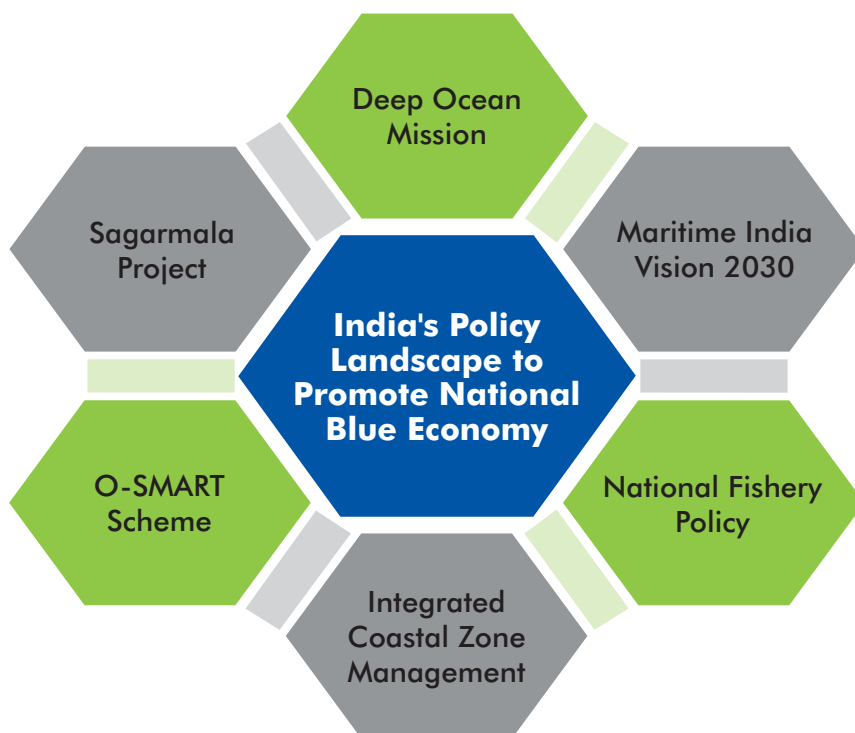 Deep Ocean
Mission
Sagarmala
Project
Maritime India
Vision 2030
India's Policy
Landscape to
Promote National
Blue Economy
O-SMART
Scheme
National Fishery
Policy
Integrated
Coastal Zone
Management